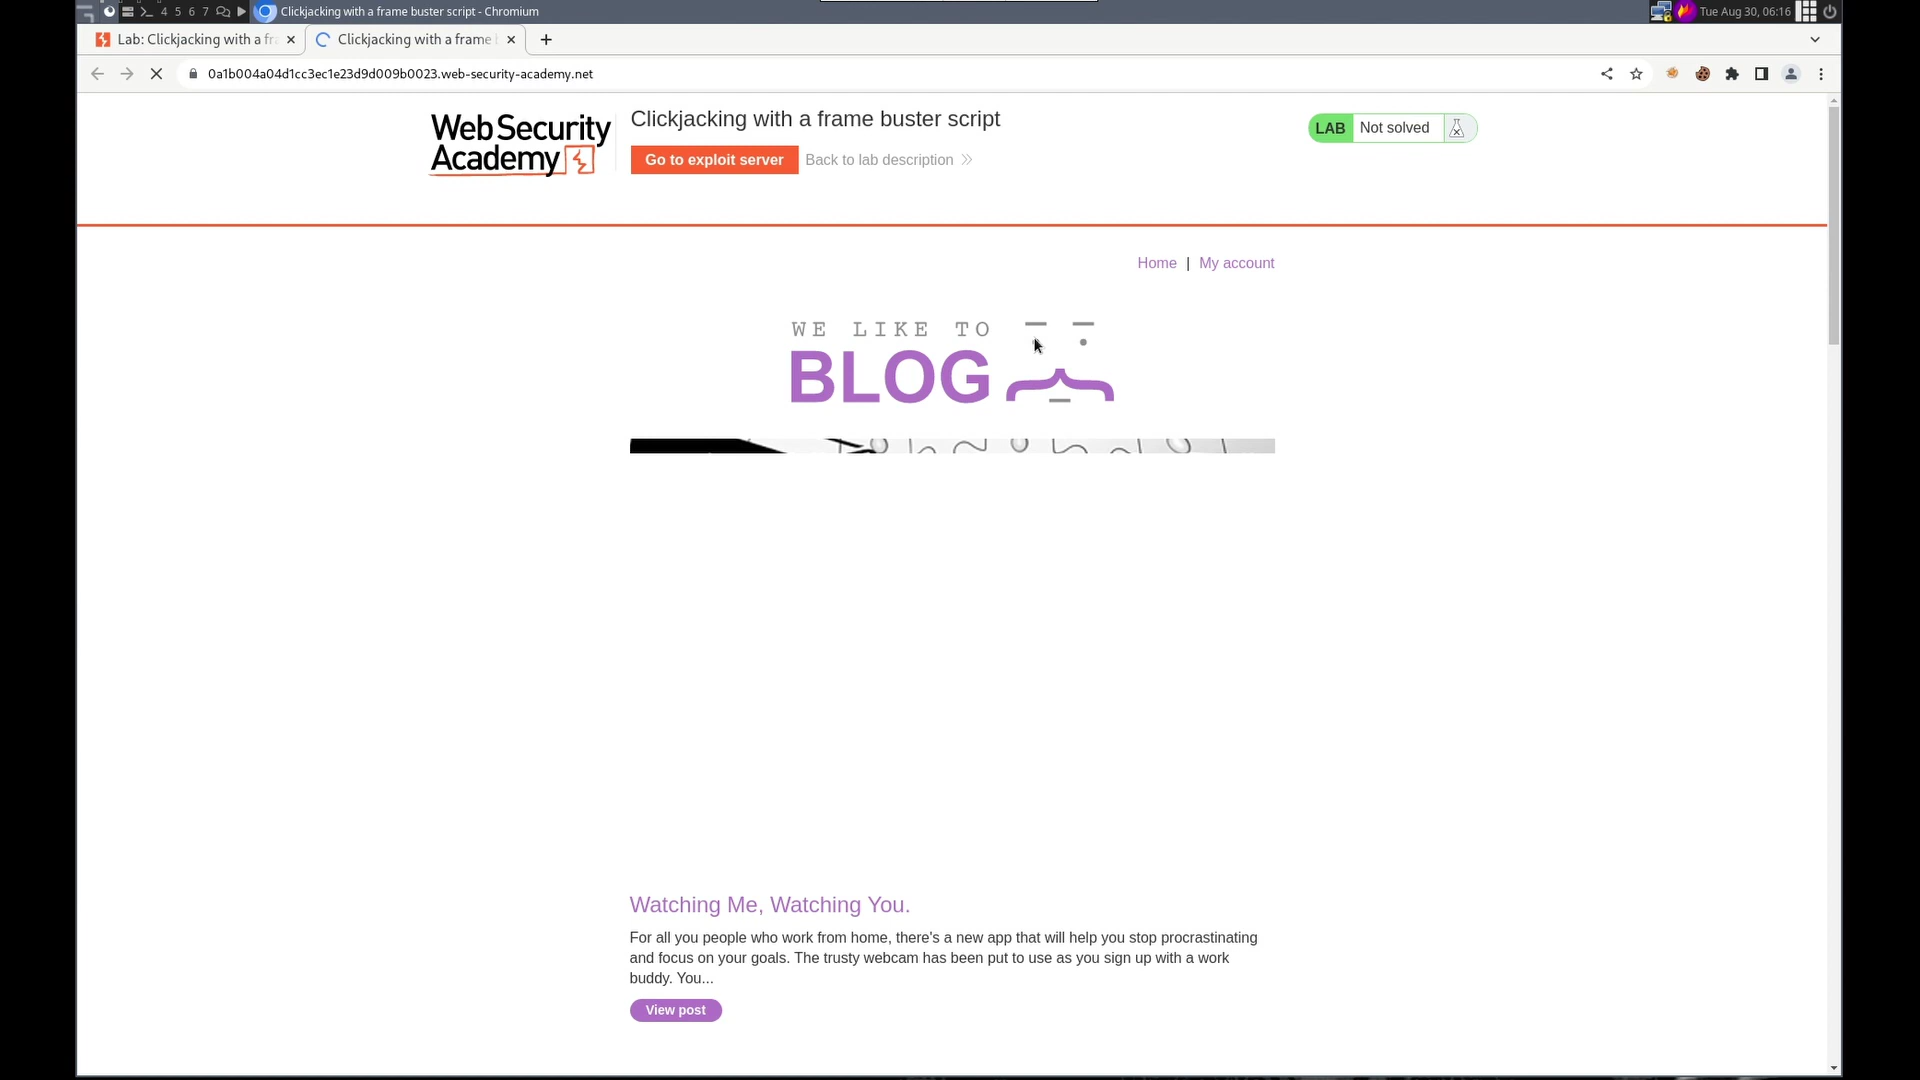 4 5 6 7 Clickjacking with a frame buster script - Chromium Tue Aug 30, 06:16
Lab: Clickjacking with a fr Clickjacking with a frame
0a1b004a04d1cc3ec1e23d9d009b0023.web-security-academy.net
Web Security
Academy
Clickjacking with a frame buster script
Go to exploit server Back to lab description
LAB Not solved
Home | My account
WE LIKE TO
BLOG
Watching Me, Watching You.
For all you people who work from home, there's a new app that will help you stop procrastinating
and focus on your goals. The trusty webcam has been put to use as you sign up with a work
buddy. You...
View post